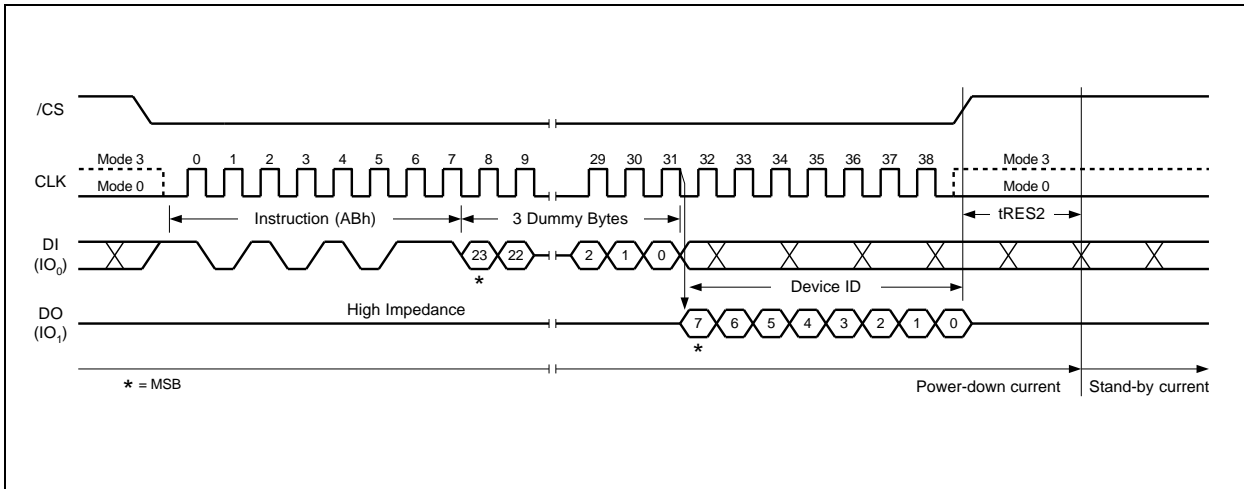 /CS
Mode 3
0 1 2 3 4 5 6 7 8 9 29 30 31 32 33 34 35 36 37 38
Mode 3
CLK
Mode 0
Mode 0
Instruction (ABh)
3 Dummy Bytes
tRES2
DI
(IO0)
23 22 2 1 0
*
Device ID
High Impedance
DO
(IO1)
7 6 5 4 3 2 1 0
*
* = MSB
Power-down current
Stand-by current